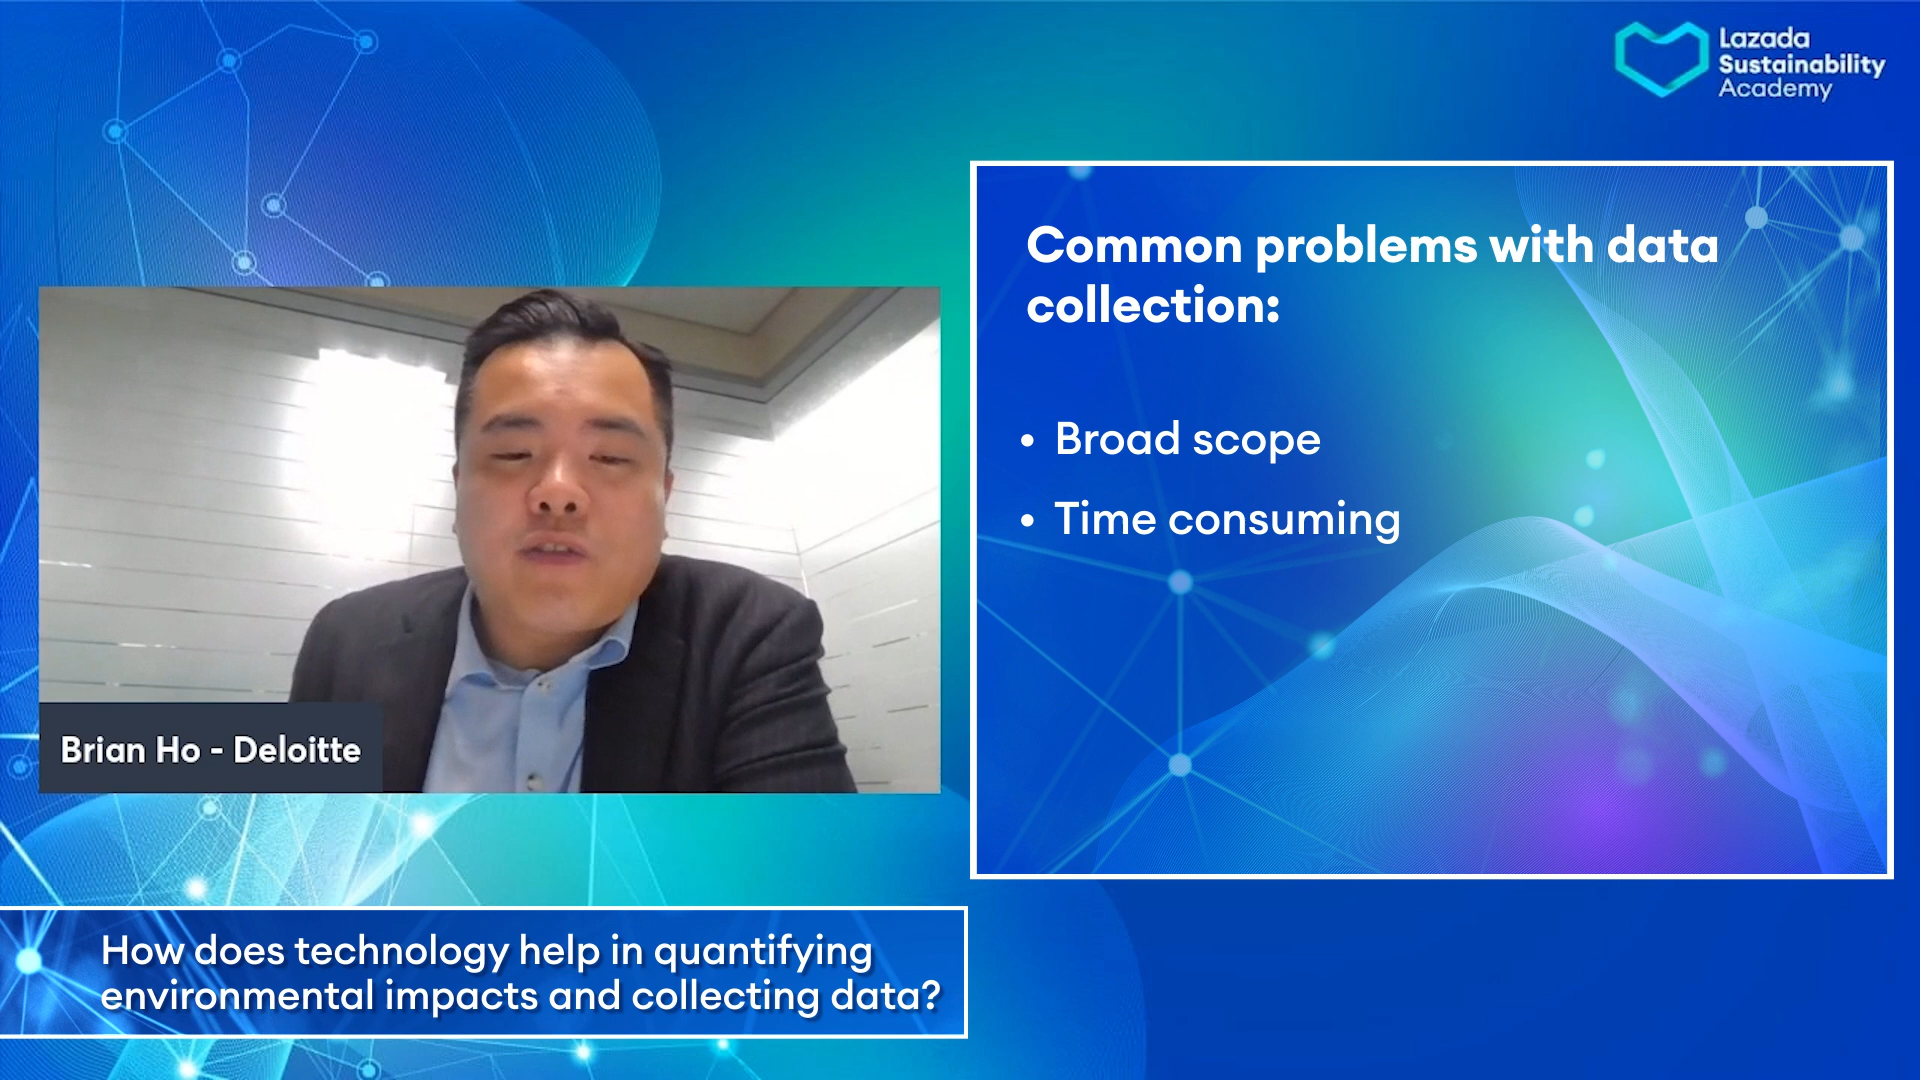 Lazada
Sustainability
Academy
Common problems with data
collection:
• Broad scope
• Time consuming
Brian Ho - Deloitte
How does technology help in quantifying
environmental impacts and collecting data?